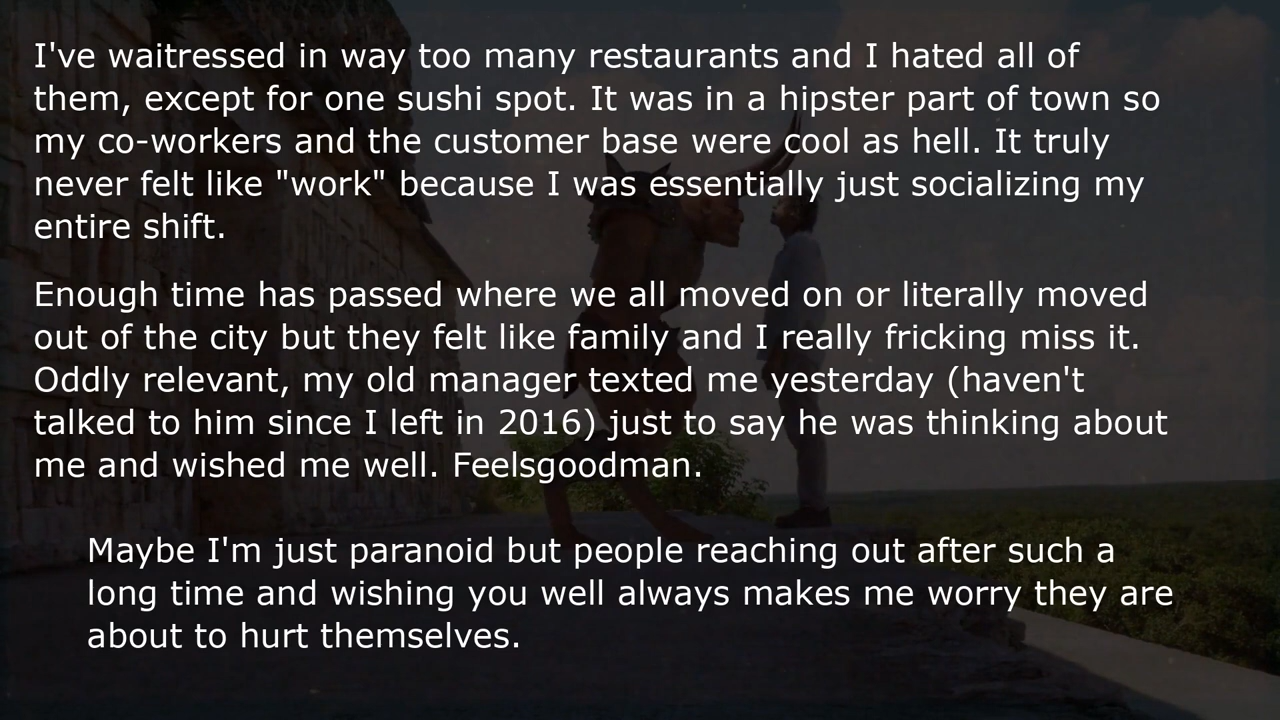 I've waitressed in way too many restaurants and I hated all of
them, except for one sushi spot. It was in a hipster part of town so
my co-workers and the customer base were cool as hell. It truly
never felt like "work" because I was essentially just socializing my
entire shift.
Enough time has passed where we all moved on or literally moved
out of the city but they felt like family and I really fricking miss it.
Oddly relevant, my old manager texted me yesterday (haven't
talked to him since I left in 2016) just to say he was thinking about
me and wished me well. Feelsgoodman.
Maybe I'm just paranoid but people reaching out after such a
long time and wishing you well always makes me worry they are
about to hurt themselves.